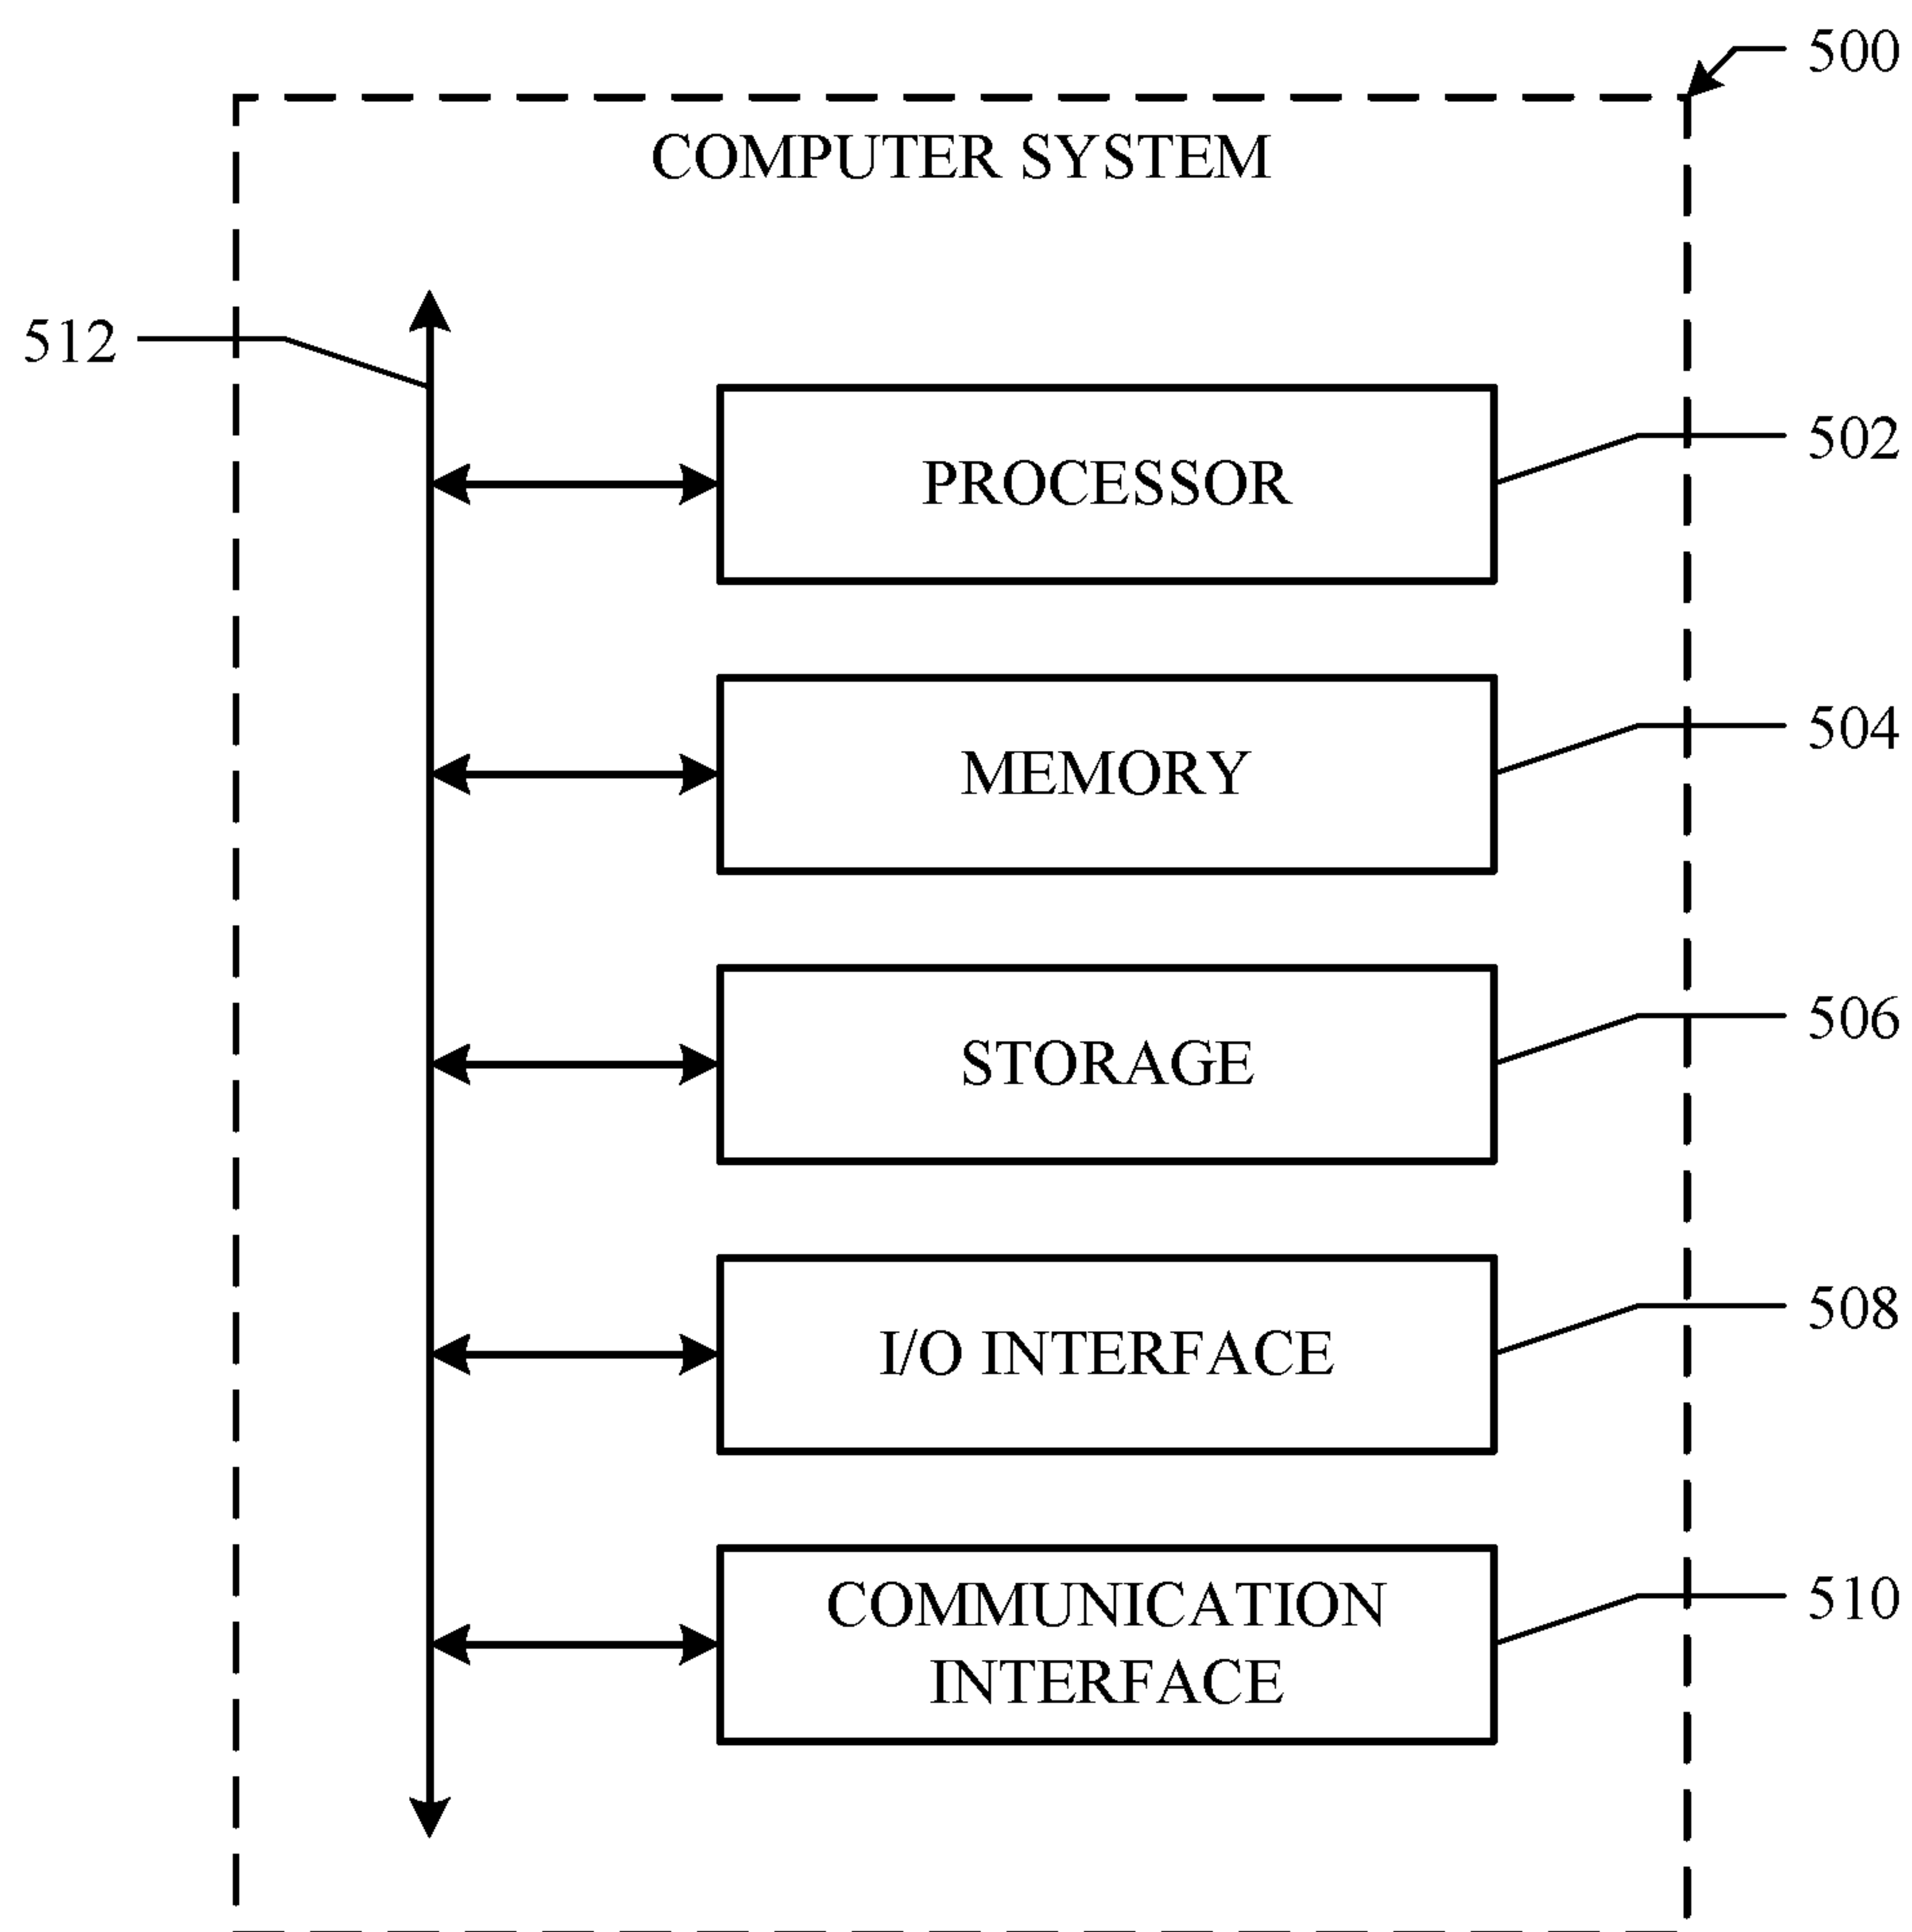 500
COMPUTER SYSTEM
512
PROCESSOR
502
MEMORY
504
STORAGE
506
I/O INTERFACE
508
COMMUNICATION
INTERFACE
510